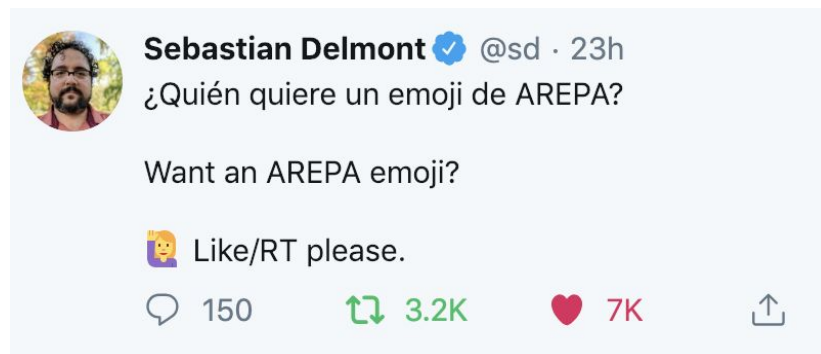 Sebastian Delmont @sd · 23h
¿Quién quiere un emoji de AREPA?
Want an AREPA emoji?
🙋‍♀️ Like/RT please.
150 3.2K 7K